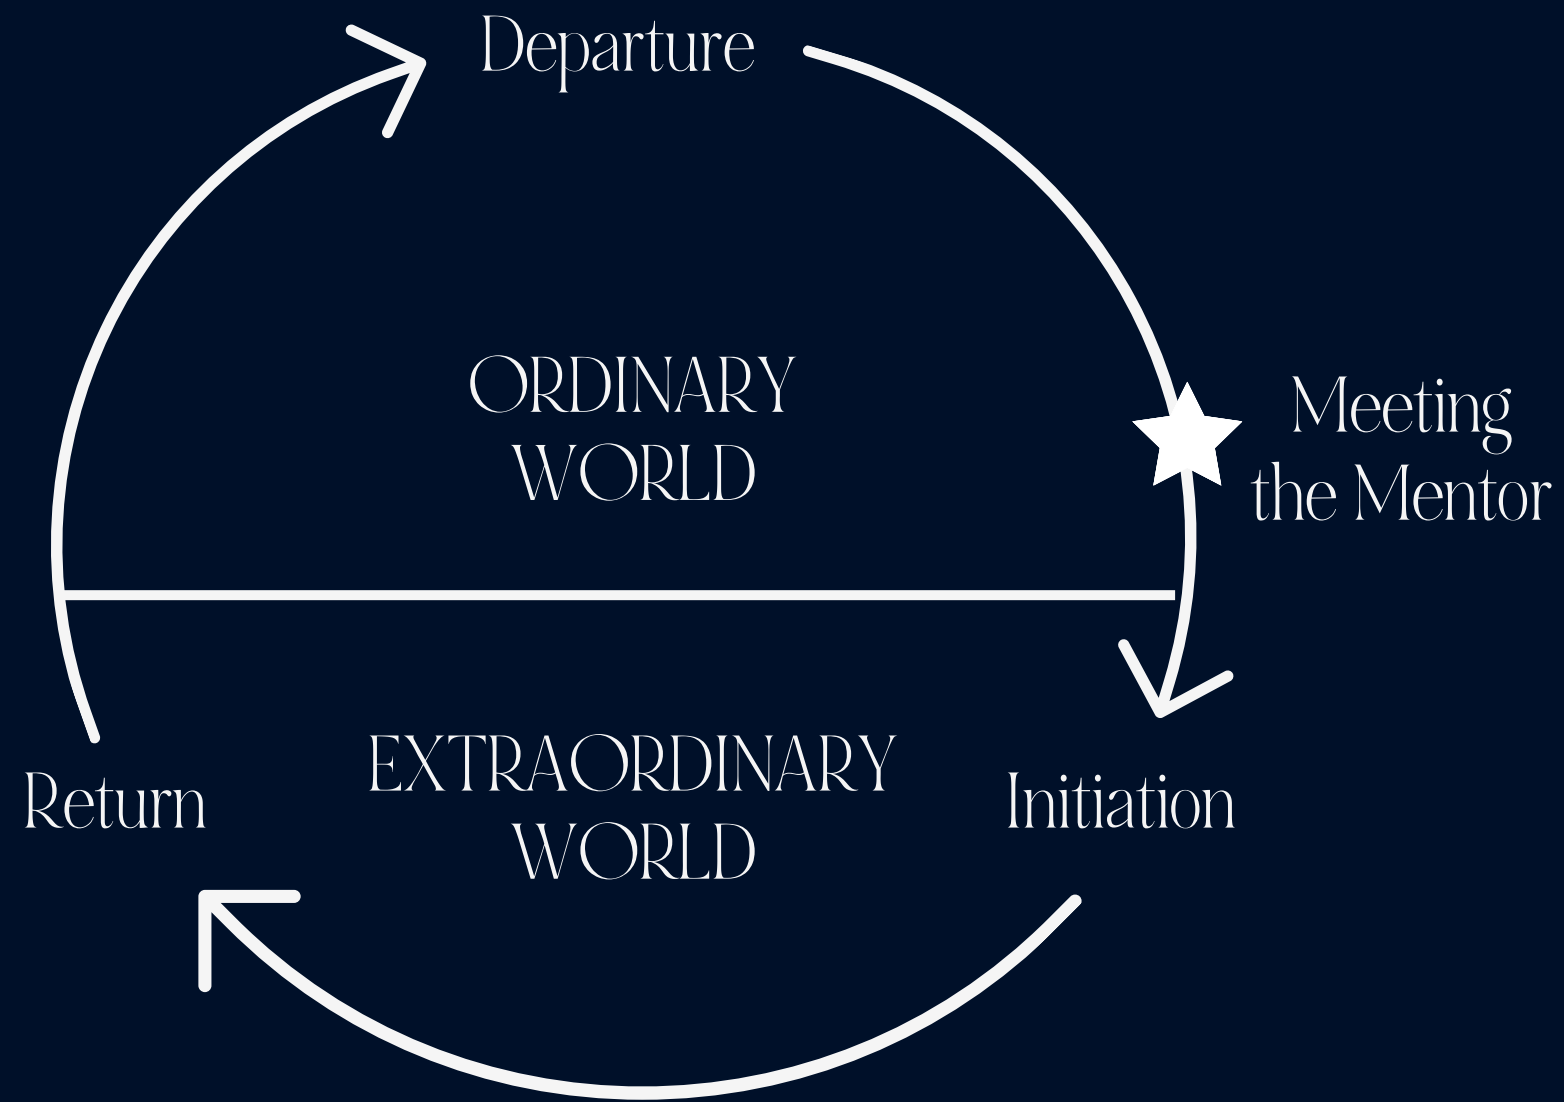 Departure
ORDINARY
WORLD
Meeting
the Mentor
EXTRAORDINARY
WORLD
Return
Initiation